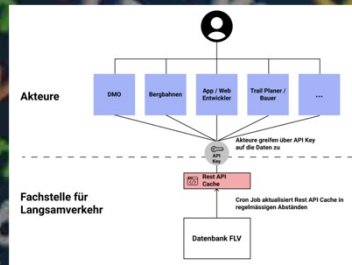 Akteure
DMO
Bergbahnen
App / Web
Entwickler
Trail Planer /
Bauer
...
Akteure greifen über API Key
auf die Daten zu
API
Key
Rest API
Cache
Fachstelle für
Langsamverkehr
Cron Job aktualisiert Rest API Cache in
regelmässigen Abständen
Datenbank FLV